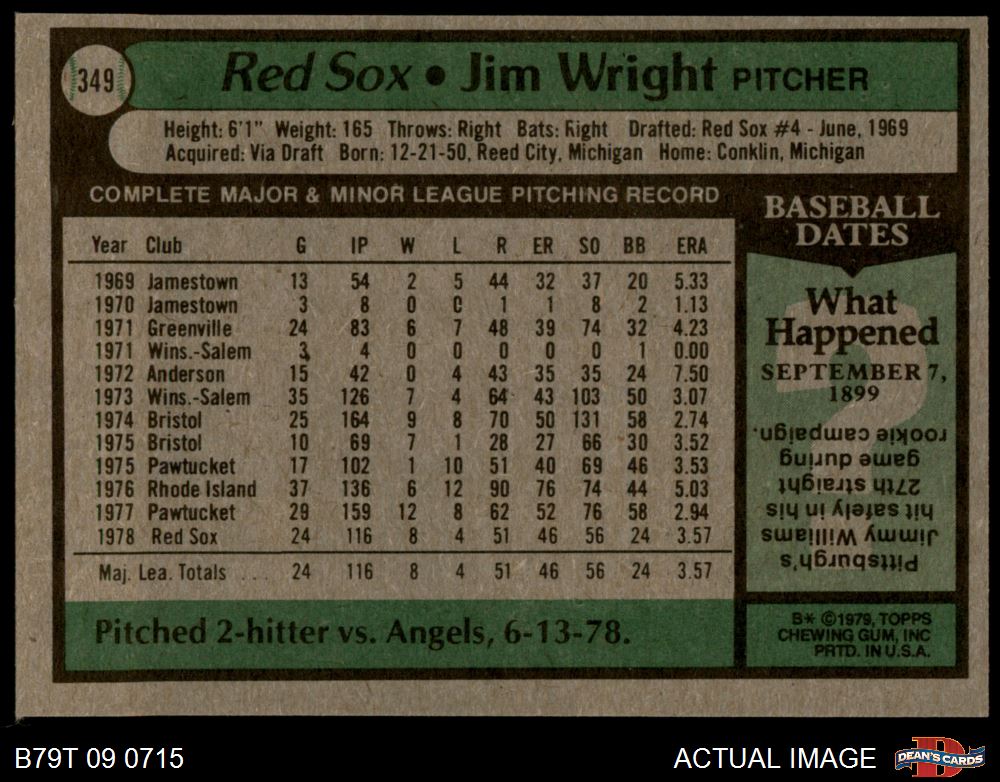 349
Red Sox • Jim Wright PITCHER
Height: 6'1" Weight: 165 Throws: Right Bats: Right Drafted: Red Sox #4 - June, 1969
Acquired: Via Draft Born: 12-21-50, Reed City, Michigan Home: Conklin, Michigan
COMPLETE MAJOR & MINOR LEAGUE PITCHING RECORD
Year Club G IP W L R ER SO BB ERA
1969 Jamestown 13 54 2 5 44 32 37 20 5.33
1970 Jamestown 3 8 0 0 1 1 8 2 1.13
1971 Greenville 24 83 6 7 48 39 74 32 4.23
1971 Wins.-Salem 3 4 0 0 0 0 0 1 0.00
1972 Anderson 15 42 0 4 43 35 35 24 7.50
1973 Wins.-Salem 35 126 7 4 64 43 103 50 3.07
1974 Bristol 25 164 9 8 70 50 131 58 2.74
1975 Bristol 10 69 7 1 28 27 66 30 3.52
1975 Pawtucket 17 102 1 10 51 40 69 46 3.53
1976 Rhode Island 37 136 6 12 90 76 74 44 5.03
1977 Pawtucket 29 159 12 8 62 52 76 58 2.94
1978 Red Sox 24 116 8 4 51 46 56 24 3.57
Maj. Lea. Totals ... 24 116 8 4 51 46 56 24 3.57
Pitched 2-hitter vs. Angels, 6-13-78.
BASEBALL
DATES
What
Happened
SEPTEMBER 7,
1899
Pittsburgh's
Jimmy Williams
hit safely in his
27th straight
game during
rookie campaign.
B* ©1979, TOPPS
CHEWING GUM, INC
PRTD. IN U.S.A.
B79T 09 0715
ACTUAL IMAGE
D
DEAN'S CARDS